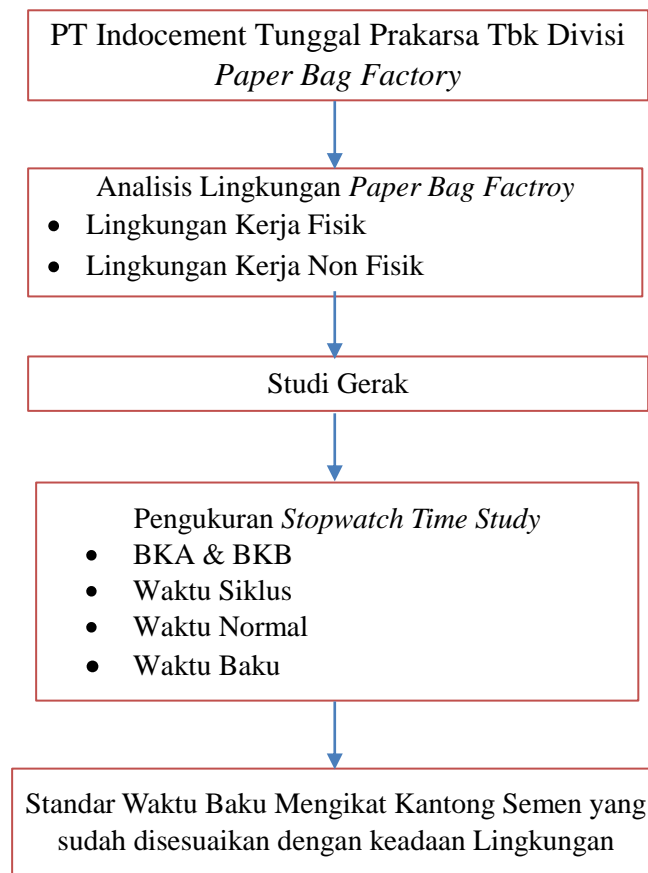 PT Indocement Tunggal Prakarsa Tbk Divisi
Paper Bag Factory
Analisis Lingkungan Paper Bag Factroy
• Lingkungan Kerja Fisik
• Lingkungan Kerja Non Fisik
Studi Gerak
Pengukuran Stopwatch Time Study
• BKA & BKB
• Waktu Siklus
• Waktu Normal
• Waktu Baku
Standar Waktu Baku Mengikat Kantong Semen yang
sudah disesuaikan dengan keadaan Lingkungan